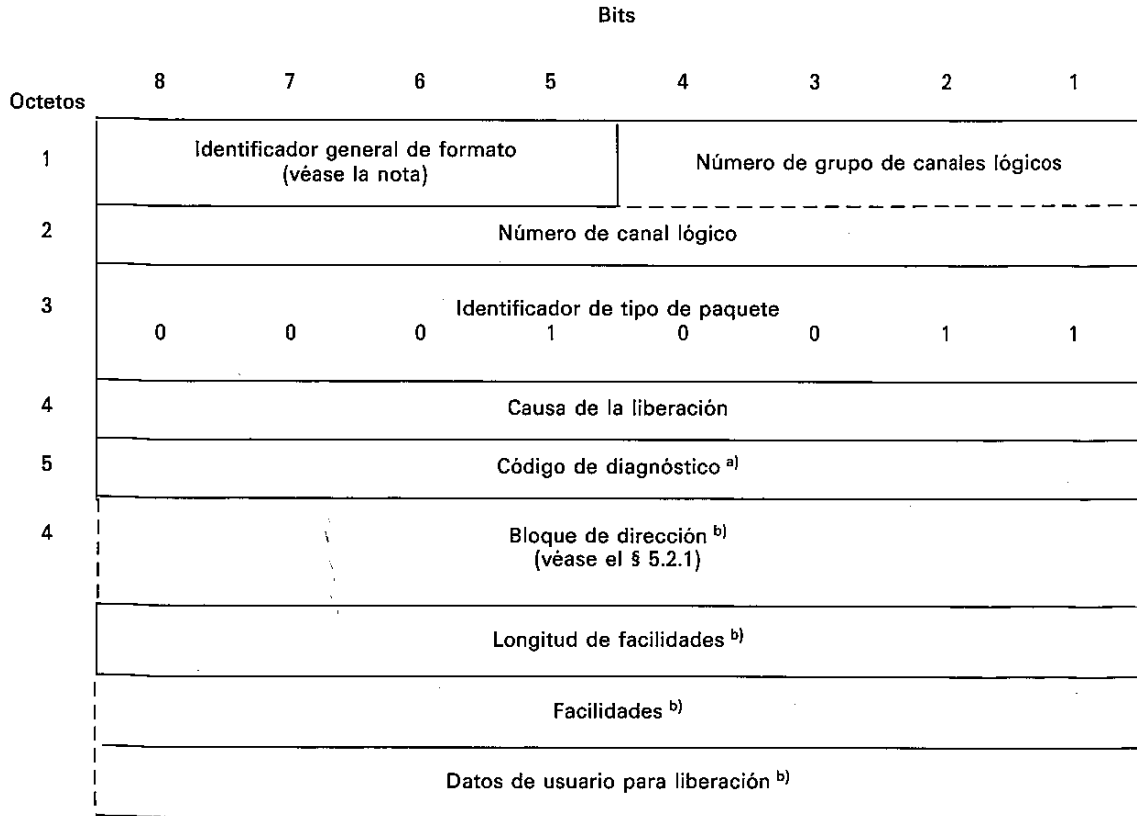 Bits
8 7 6 5 4 3 2 1
Octetos
1 Identificador general de formato
(véase la nota)
Número de grupo de canales lógicos
2 Número de canal lógico
3 Identificador de tipo de paquete
0 0 0 1 0 0 1 1
4 Causa de la liberación
5 Código de diagnóstico a)
4 Bloque de dirección b)
(véase el § 5.2.1)
Longitud de facilidades b)
Facilidades b)
Datos de usuario para liberación b)